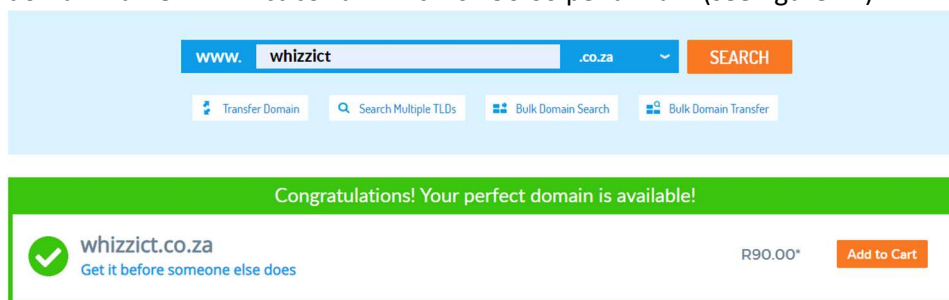 www. whizzict .co.za SEARCH
Transfer Domain Search Multiple TLDs Bulk Domain Search Bulk Domain Transfer
Congratulations! Your perfect domain is available!
whizzict.co.za
Get it before someone else does
R90.00*
Add to Cart